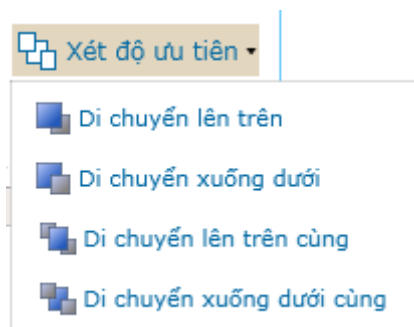 Xét độ ưu tiên
Di chuyển lên trên
Di chuyển xuống dưới
Di chuyển lên trên cùng
Di chuyển xuống dưới cùng